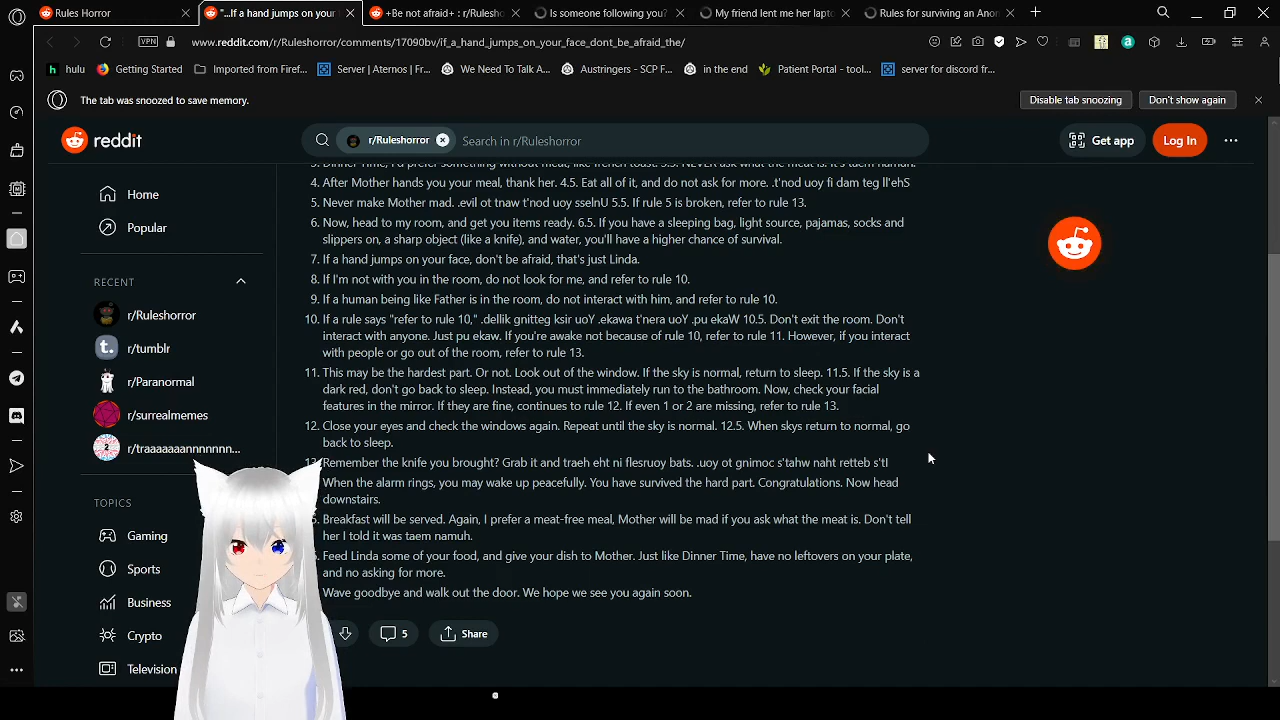 Rules Horror
"...If a hand jumps on your
+Be not afraid+ : r/Rulesho
Is someone following you?
My friend lent me her lapto
Rules for surviving an Anon
VPN
www.reddit.com/r/Ruleshorror/comments/17090bv/if_a_hand_jumps_on_your_face_dont_be_afraid_the/
hulu
Getting Started
Imported from Firef...
Server | Aternos | Fr...
We Need To Talk A...
Austringers - SCP F...
in the end
Patient Portal - tool...
server for discord fr...
The tab was snoozed to save memory.
Disable tab snoozing
Don't show again
reddit
r/Ruleshorror
Search in r/Ruleshorror
Get app
Log In
Home
Popular
RECENT
r/Ruleshorror
r/tumblr
r/Paranormal
r/surrealmemes
r/traaaaaaannnnnnn...
TOPICS
Gaming
Sports
Business
Crypto
Television
3. Dinner Time, I'd prefer something without meat, like french toast. 3.5. NEVER ask what the meat is. It's taem namuh.
4. After Mother hands you your meal, thank her. 4.5. Eat all of it, and do not ask for more. .t'nod uoy fi dam teg ll'ehS
5. Never make Mother mad. .evil ot tnaw t'nod uoy sselnU 5.5. If rule 5 is broken, refer to rule 13.
6. Now, head to my room, and get you items ready. 6.5. If you have a sleeping bag, light source, pajamas, socks and
slippers on, a sharp object (like a knife), and water, you'll have a higher chance of survival.
7. If a hand jumps on your face, don't be afraid, that's just Linda.
8. If I'm not with you in the room, do not look for me, and refer to rule 10.
9. If a human being like Father is in the room, do not interact with him, and refer to rule 10.
10. If a rule says "refer to rule 10," .dellik gnitteg ksir uoY .ekawa t'nera uoY .pu ekaW 10.5. Don't exit the room. Don't
interact with anyone. Just pu ekaw. If you're awake not because of rule 10, refer to rule 11. However, if you interact
with people or go out of the room, refer to rule 13.
11. This may be the hardest part. Or not. Look out of the window. If the sky is normal, return to sleep. 11.5. If the sky is a
dark red, don't go back to sleep. Instead, you must immediately run to the bathroom. Now, check your facial
features in the mirror. If they are fine, continues to rule 12. If even 1 or 2 are missing, refer to rule 13.
12. Close your eyes and check the windows again. Repeat until the sky is normal. 12.5. When skys return to normal, go
back to sleep.
13. Remember the knife you brought? Grab it and traeh eht ni flesruoy bats. .uoy ot gnimoc s'tahw naht retteb s'tI
When the alarm rings, you may wake up peacefully. You have survived the hard part. Congratulations. Now head
downstairs.
Breakfast will be served. Again, I prefer a meat-free meal, Mother will be mad if you ask what the meat is. Don't tell
her I told it was taem namuh.
Feed Linda some of your food, and give your dish to Mother. Just like Dinner Time, have no leftovers on your plate,
and no asking for more.
Wave goodbye and walk out the door. We hope we see you again soon.
5
Share